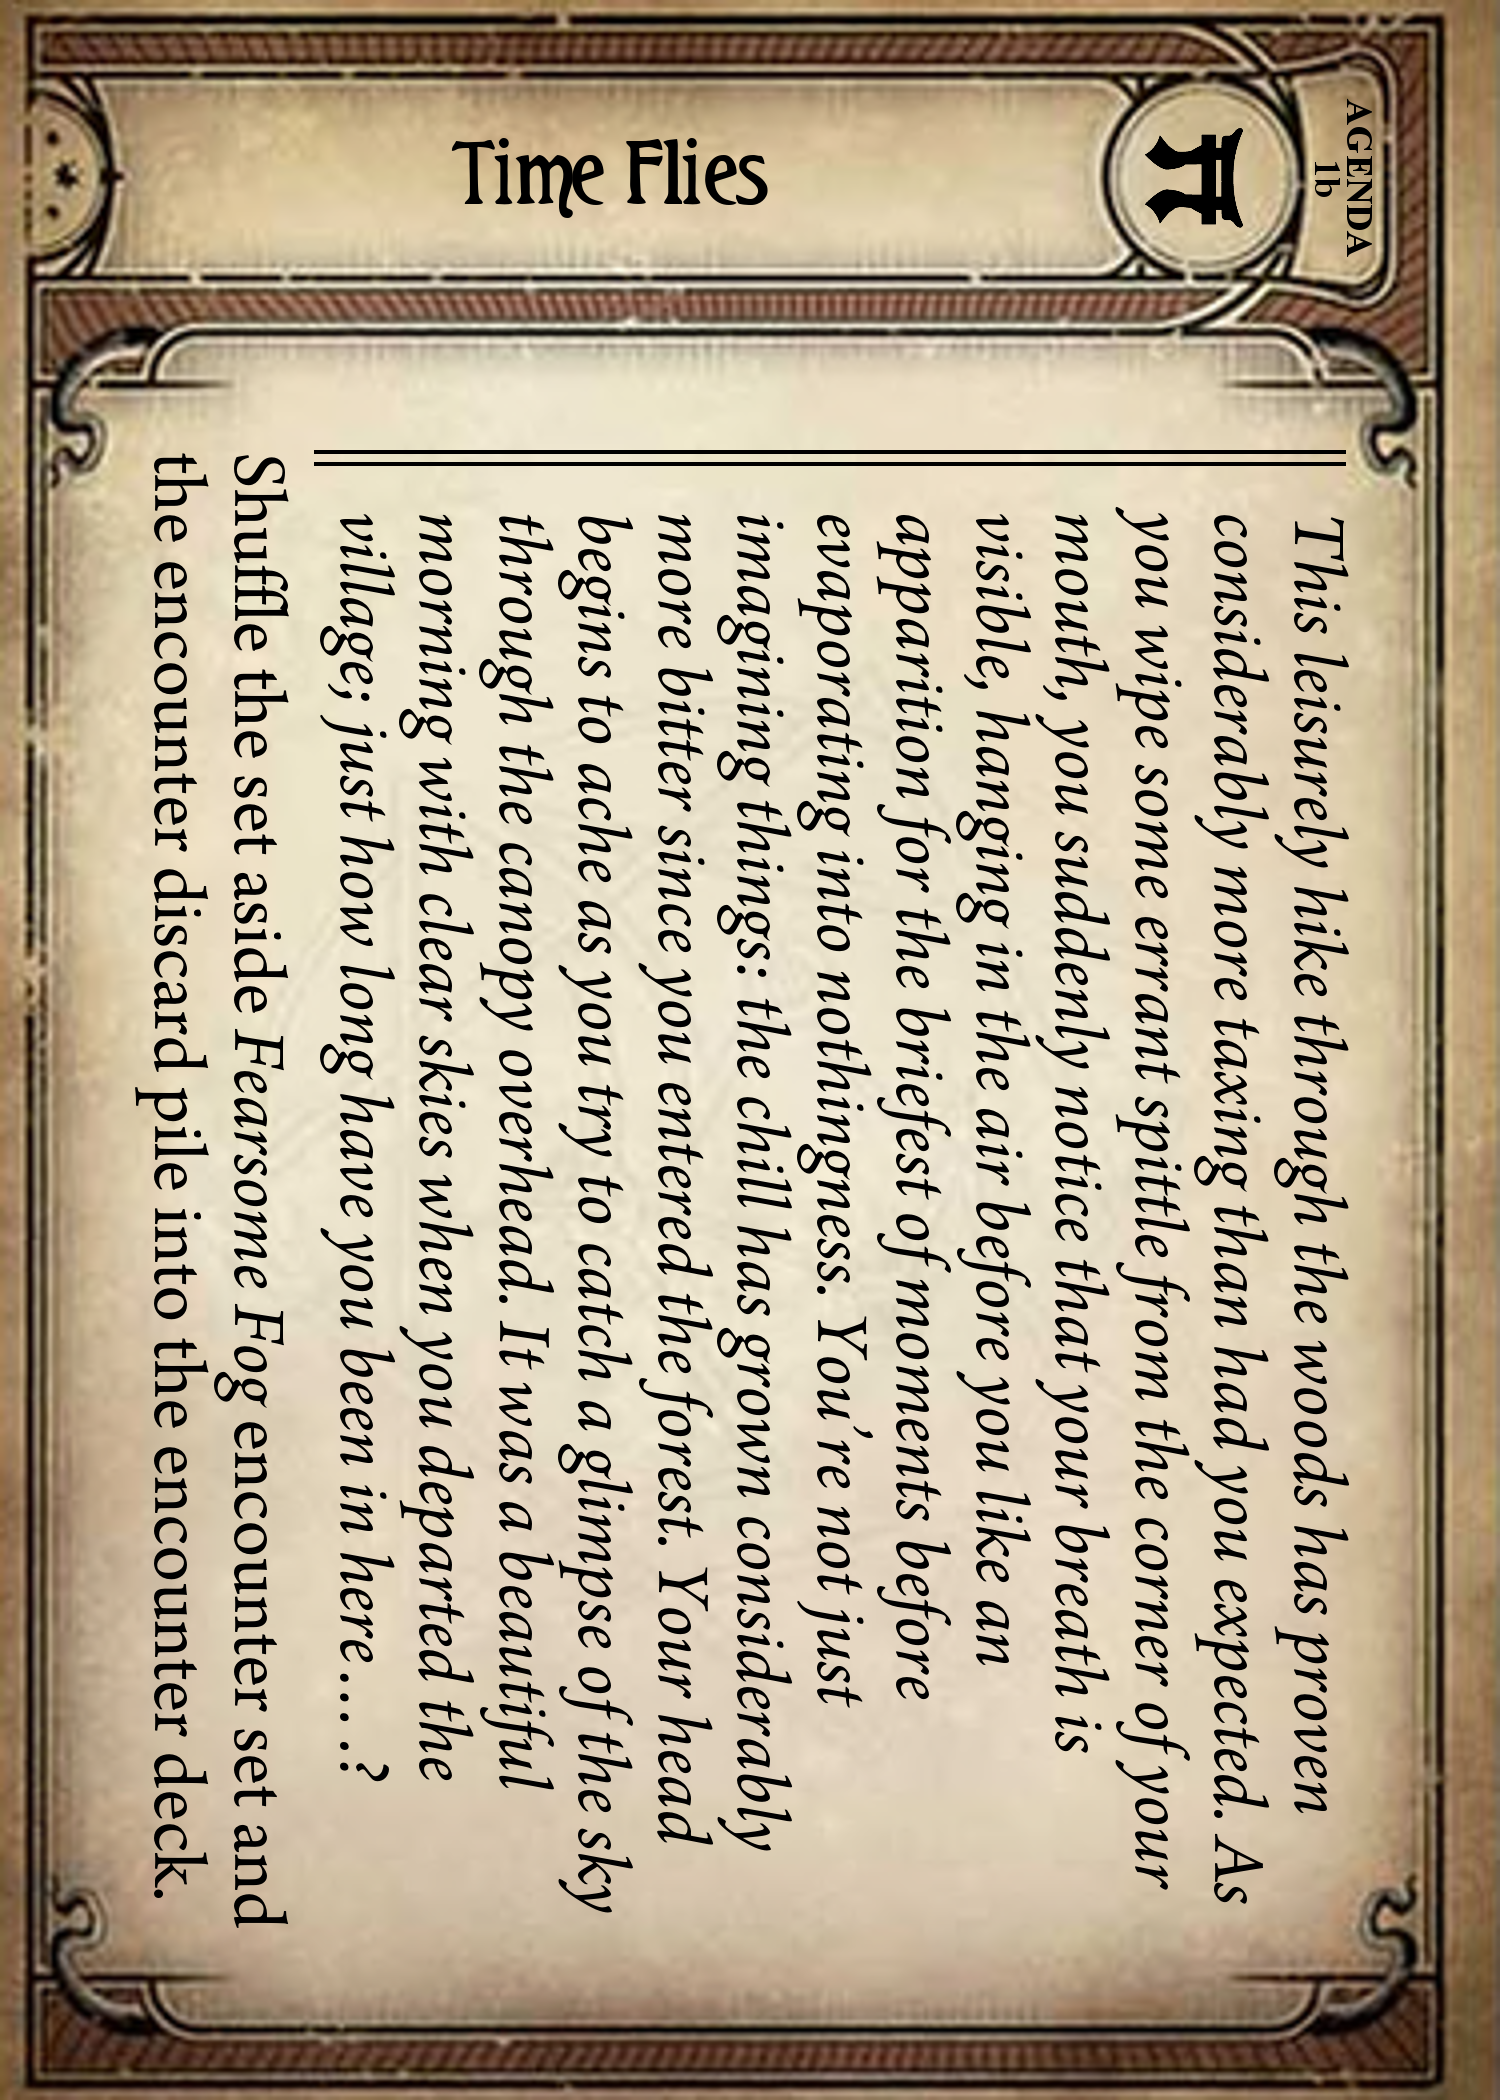 AGENDA
1b
Time Flies
This leisurely hike through the woods has proven
considerably more taxing than had you expected. As
you wipe some errant spittle from the corner of your
mouth, you suddenly notice that your breath is
visible, hanging in the air before you like an
apparition for the briefest of moments before
evaporating into nothingness. You're not just
imagining things: the chill has grown considerably
more bitter since you entered the forest. Your head
begins to ache as you try to catch a glimpse of the sky
through the canopy overhead. It was a beautiful
morning with clear skies when you departed the
village; just how long have you been in here....?
Shuffle the set aside Fearsome Fog encounter set and
the encounter discard pile into the encounter deck.